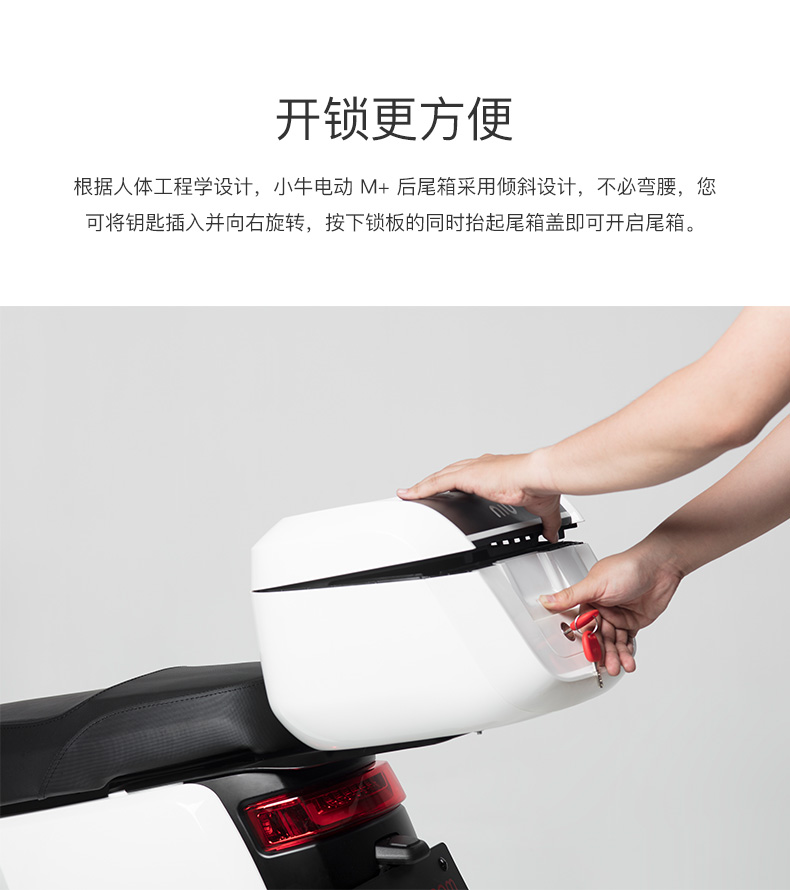 开锁更方便
根据人体工程学设计，小牛电动 M+ 后尾箱采用倾斜设计，不必弯腰，您
可将钥匙插入并向右旋转，按下锁板的同时抬起尾箱盖即可开启尾箱。